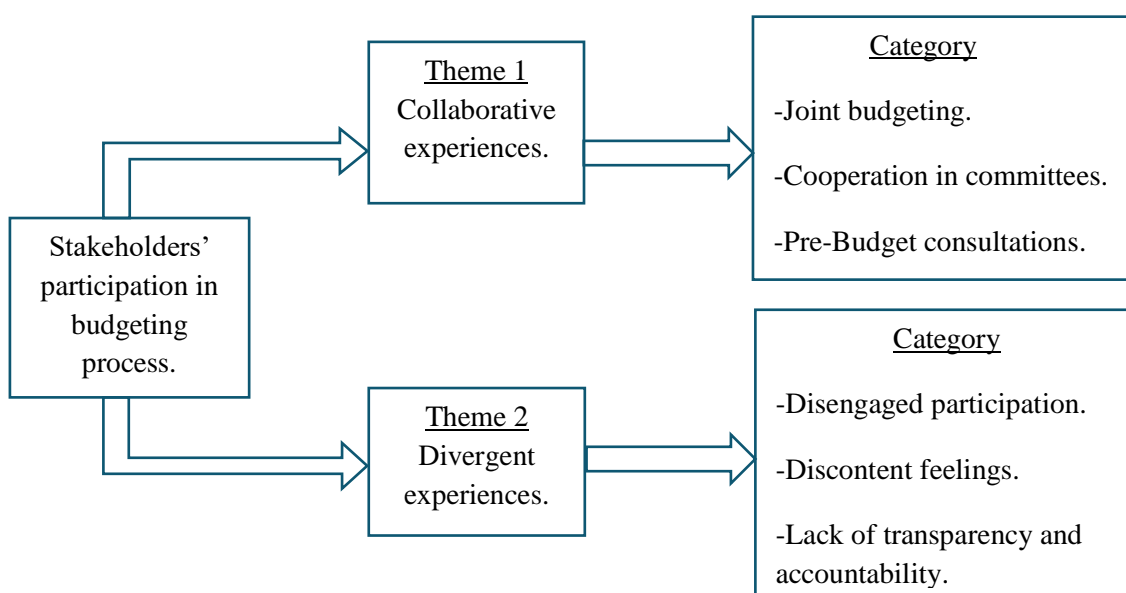 Stakeholders’
participation in
budgeting
process.
Theme 1
Collaborative
experiences.
Category
-Joint budgeting.
-Cooperation in committees.
-Pre-Budget consultations.
Theme 2
Divergent
experiences.
Category
-Disengaged participation.
-Discontent feelings.
-Lack of transparency and
accountability.